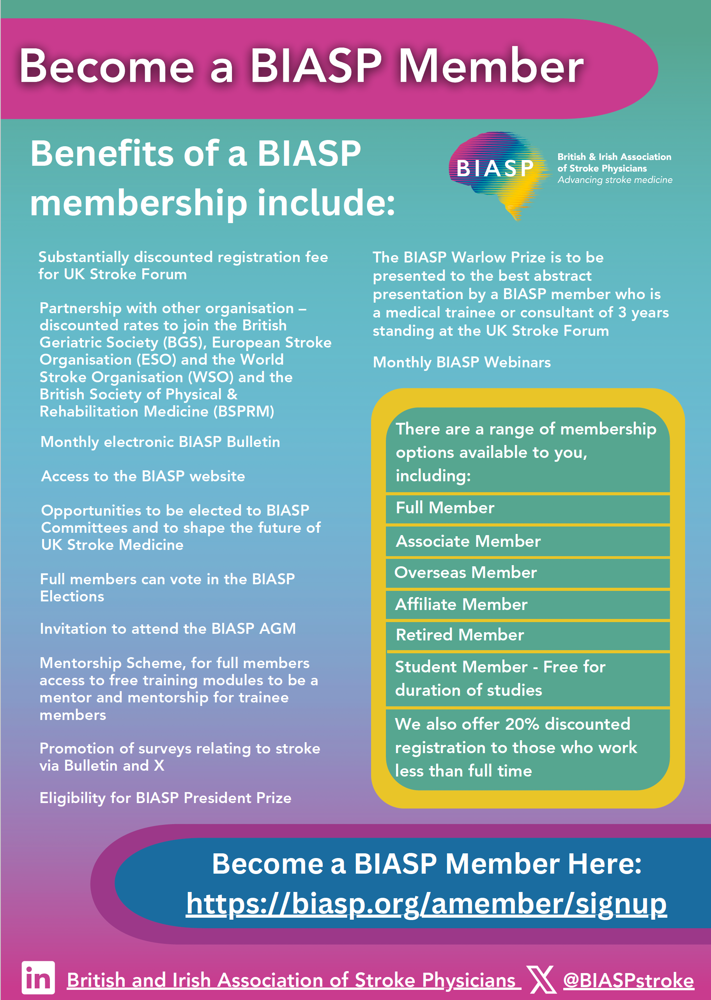 Become a BIASP Member
Benefits of a BIASP
membership include:
BIASP
British & Irish Association
of Stroke Physicians
Advancing stroke medicine
Substantially discounted registration fee
for UK Stroke Forum
Partnership with other organisation –
discounted rates to join the British
Geriatric Society (BGS), European Stroke
Organisation (ESO) and the World
Stroke Organisation (WSO) and the
British Society of Physical &
Rehabilitation Medicine (BSPRM)
Monthly electronic BIASP Bulletin
Access to the BIASP website
Opportunities to be elected to BIASP
Committees and to shape the future of
UK Stroke Medicine
Full members can vote in the BIASP
Elections
Invitation to attend the BIASP AGM
Mentorship Scheme, for full members
access to free training modules to be a
mentor and mentorship for trainee
members
Promotion of surveys relating to stroke
via Bulletin and X
Eligibility for BIASP President Prize
The BIASP Warlow Prize is to be
presented to the best abstract
presentation by a BIASP member who is
a medical trainee or consultant of 3 years
standing at the UK Stroke Forum
Monthly BIASP Webinars
There are a range of membership
options available to you,
including:
Full Member
Associate Member
Overseas Member
Affiliate Member
Retired Member
Student Member - Free for
duration of studies
We also offer 20% discounted
registration to those who work
less than full time
Become a BIASP Member Here:
https://biasp.org/amember/signup
in
British and Irish Association of Stroke Physicians
X
@BIASPstroke